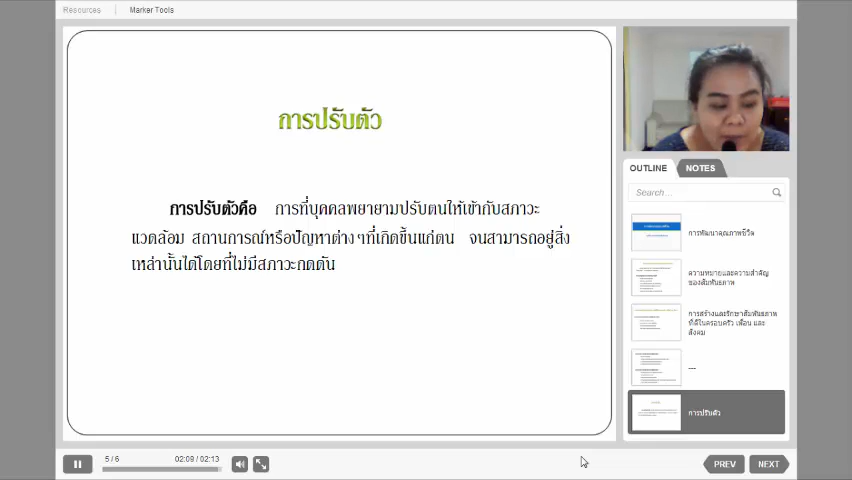 Resources
Marker Tools
การปรับตัว
การปรับตัวคือ การที่บุคคลพยายามปรับตนให้เข้ากับสภาวะ
แวดล้อม สถานการณ์หรือปัญหาต่าง ๆที่เกิดขึ้นแก่ตน จนสามารถอยู่สิ่ง
เหล่านั้นได้โดยที่ไม่มีสภาวะกดดัน
OUTLINE
NOTES
Search...
การพัฒนาคุณภาพชีวิต
ความหมายและความสำคัญ
ของสัมพันธภาพ
การสร้างและรักษาสัมพันธภาพ
ที่ดีในครอบครัว เพื่อน และ
สังคม
---
การปรับตัว
5 / 6
02:09 / 02:13
PREV
NEXT